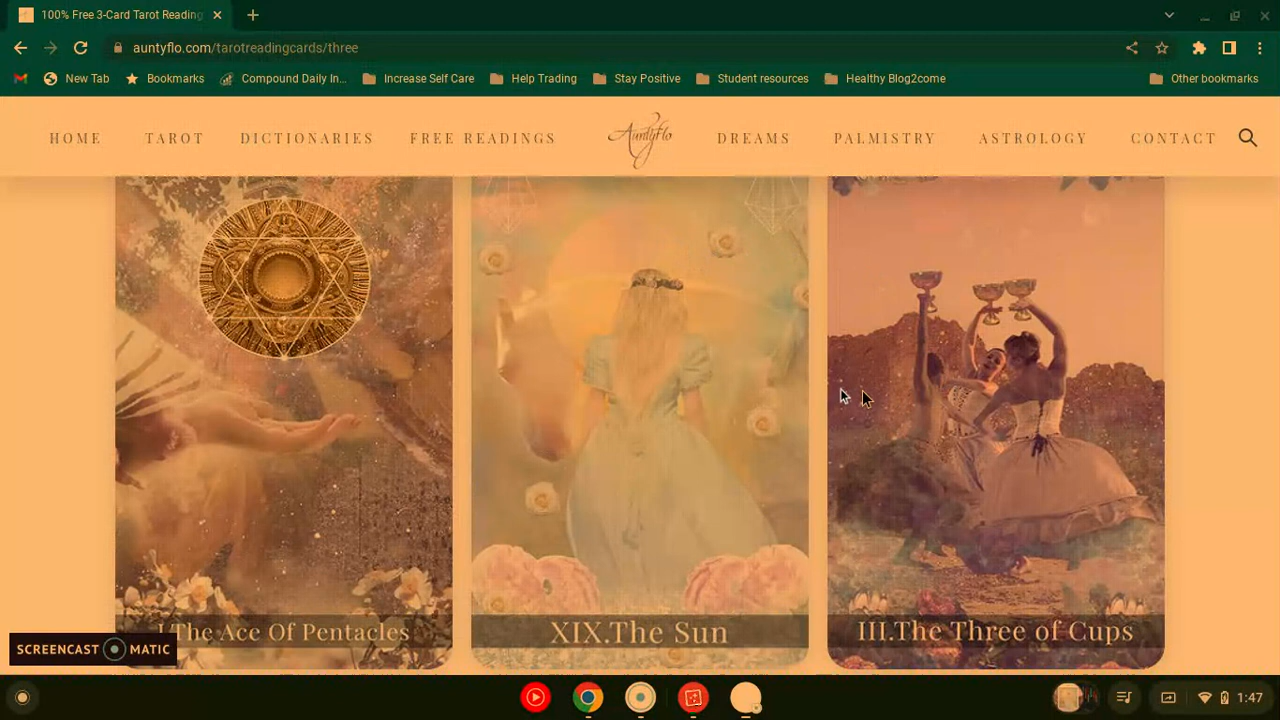 100% Free 3-Card Tarot Reading
auntyflo.com/tarotreadingcards/three
New Tab
Bookmarks
Compound Daily In...
Increase Self Care
Help Trading
Stay Positive
Student resources
Healthy Blog2come
Other bookmarks
HOME
TAROT
DICTIONARIES
FREE READINGS
Auntyflo
DREAMS
PALMISTRY
ASTROLOGY
CONTACT
I.The Ace Of Pentacles
XIX.The Sun
III.The Three of Cups
SCREENCAST MATIC
1:47